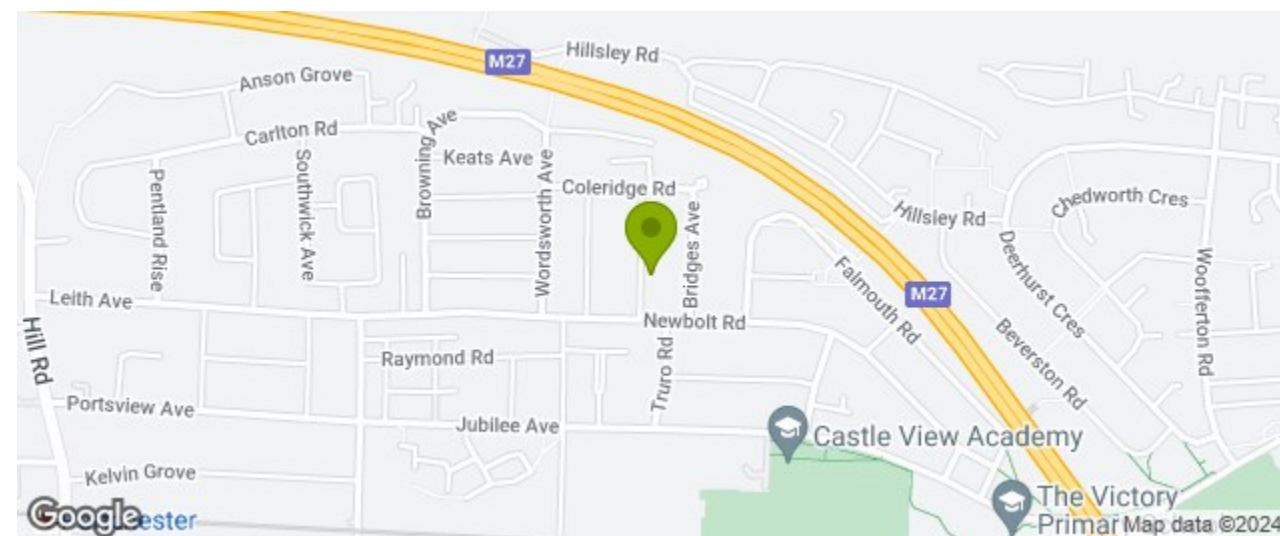 M27
Hillsley Rd
Anson Grove
Carlton Rd
Browning Ave
Keats Ave
Wordsworth Ave
Southwick Ave
Pentland Rise
Coleridge Rd
Bridges Ave
Hillsley Rd
Chedworth Cres
Deerhurst Cres
Woofferton Rd
Falmouth Rd
M27
Beverston Rd
Leith Ave
Hill Rd
Newbolt Rd
Raymond Rd
Truro Rd
Portsview Ave
Jubilee Ave
Castle View Academy
Kelvin Grove
The Victory
Primar
Google
ester
Map data ©2024